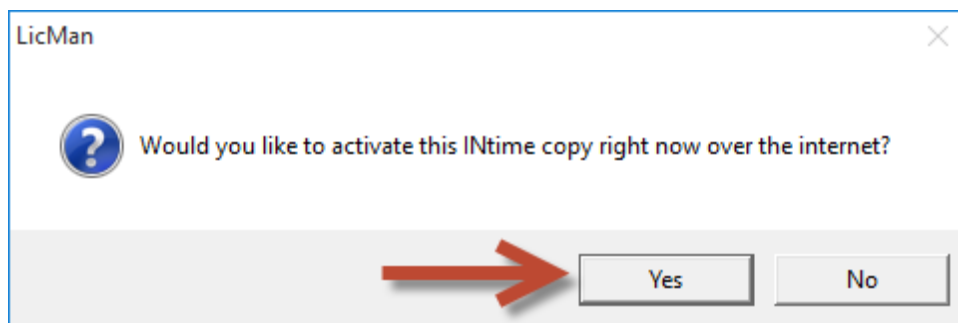 LicMan
Would you like to activate this INtime copy right now over the internet?
Yes
No